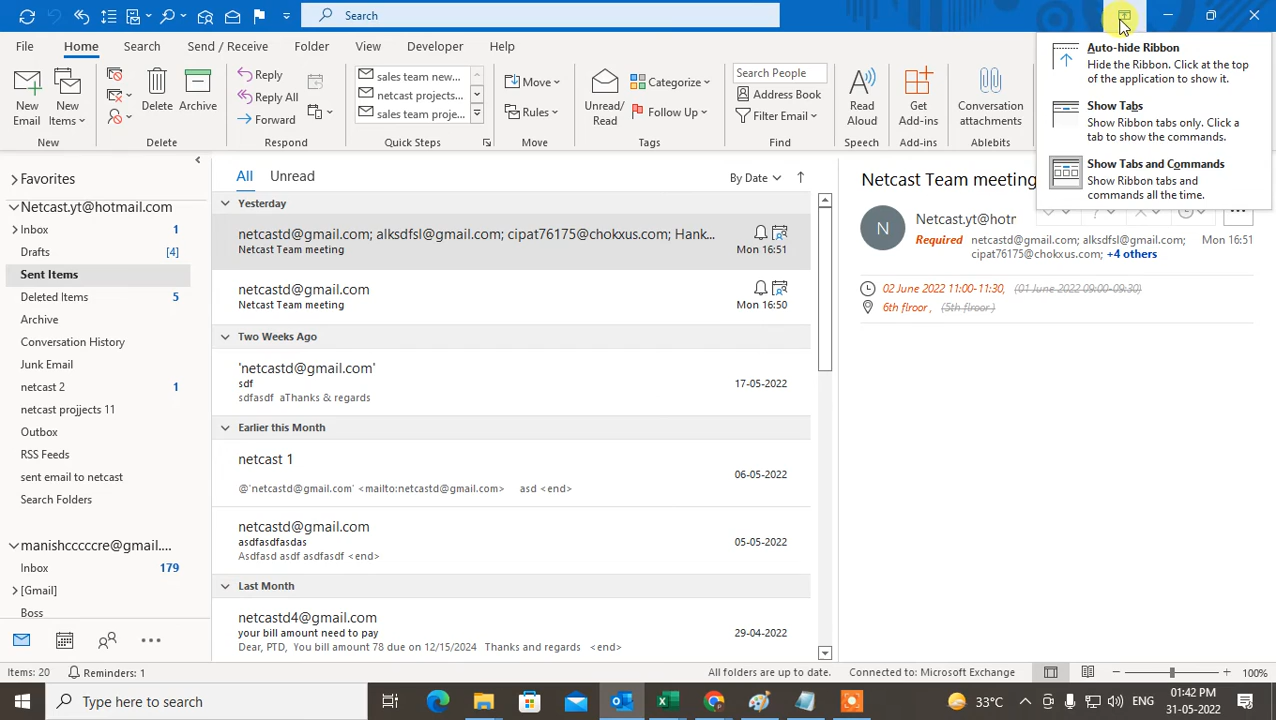 Search
File Home Search Send / Receive Folder View Developer Help
New Email
New Items
New
Delete
Archive
Delete
Reply
Reply All
Forward
Respond
sales team new...
netcast projects...
sales team proje...
Quick Steps
Move
Rules
Move
Unread/ Read
Categorize
Follow Up
Tags
Search People
Address Book
Filter Email
Find
Read Aloud
Speech
Get Add-ins
Add-ins
Conversation attachments
Ablebits
Auto-hide Ribbon
Hide the Ribbon. Click at the top
of the application to show it.
Show Tabs
Show Ribbon tabs only. Click a
tab to show the commands.
Show Tabs and Commands
Show Ribbon tabs and
commands all the time.
Favorites
Netcast.yt@hotmail.com
Inbox 1
Drafts [4]
Sent Items
Deleted Items 5
Archive
Conversation History
Junk Email
netcast 2 1
netcast projjects 11
Outbox
RSS Feeds
sent email to netcast
Search Folders
manishcccccre@gmail....
Inbox 179
[Gmail]
Boss
All Unread By Date
Yesterday
netcastd@gmail.com; alksdfsl@gmail.com; cipat76175@chokxus.com; Hank...
Netcast Team meeting Mon 16:51
netcastd@gmail.com
Netcast Team meeting Mon 16:50
Two Weeks Ago
'netcastd@gmail.com'
sdf 17-05-2022
sdfasdf aThanks & regards
Earlier this Month
netcast 1
06-05-2022
@'netcastd@gmail.com' <mailto:netcastd@gmail.com> asd <end>
netcastd@gmail.com
asdfasdfasdas 05-05-2022
Asdfasd asdf asdfasdf <end>
Last Month
netcastd4@gmail.com
your bill amount need to pay 29-04-2022
Dear, PTD, You bill amount 78 due on 12/15/2024 Thanks and regards <end>
Netcast Team meeting
N
Netcast.yt@hotr
Required netcastd@gmail.com; alksdfsl@gmail.com; Mon 16:51
cipat76175@chokxus.com; +4 others
02 June 2022 11:00-11:30, (01 June 2022 09:00-09:30)
6th flroor , (5th flroor )
Items: 20 Reminders: 1 All folders are up to date. Connected to: Microsoft Exchange 100%
Type here to search 33°C ENG 01:42 PM
31-05-2022